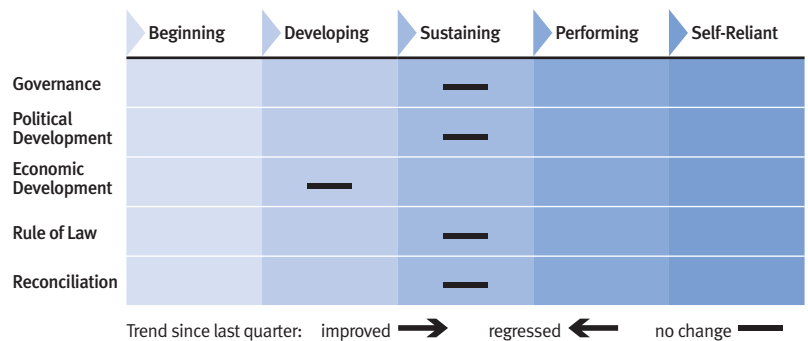 Beginning Developing Sustaining Performing Self-Reliant
Governance
Political
Development
Economic
Development
Rule of Law
Reconciliation
Trend since last quarter: improved regressed no change